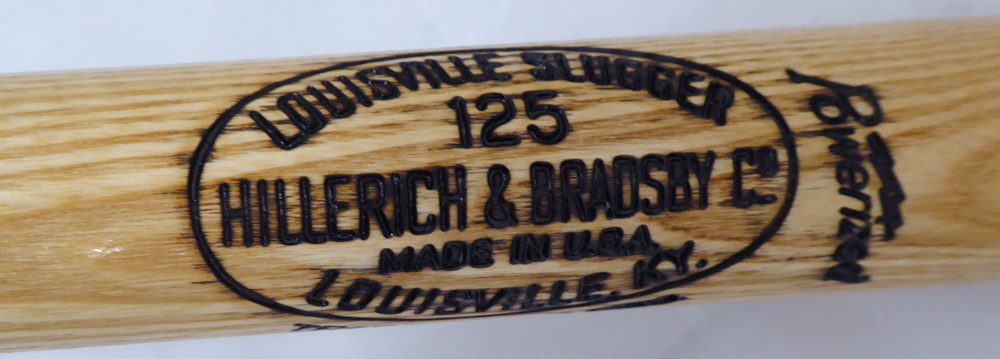 LOUISVILLE SLUGGER
125
HILLERICH & BRADSBY Co
MADE IN U.S.A.
LOUISVILLE, KY.
Powerized